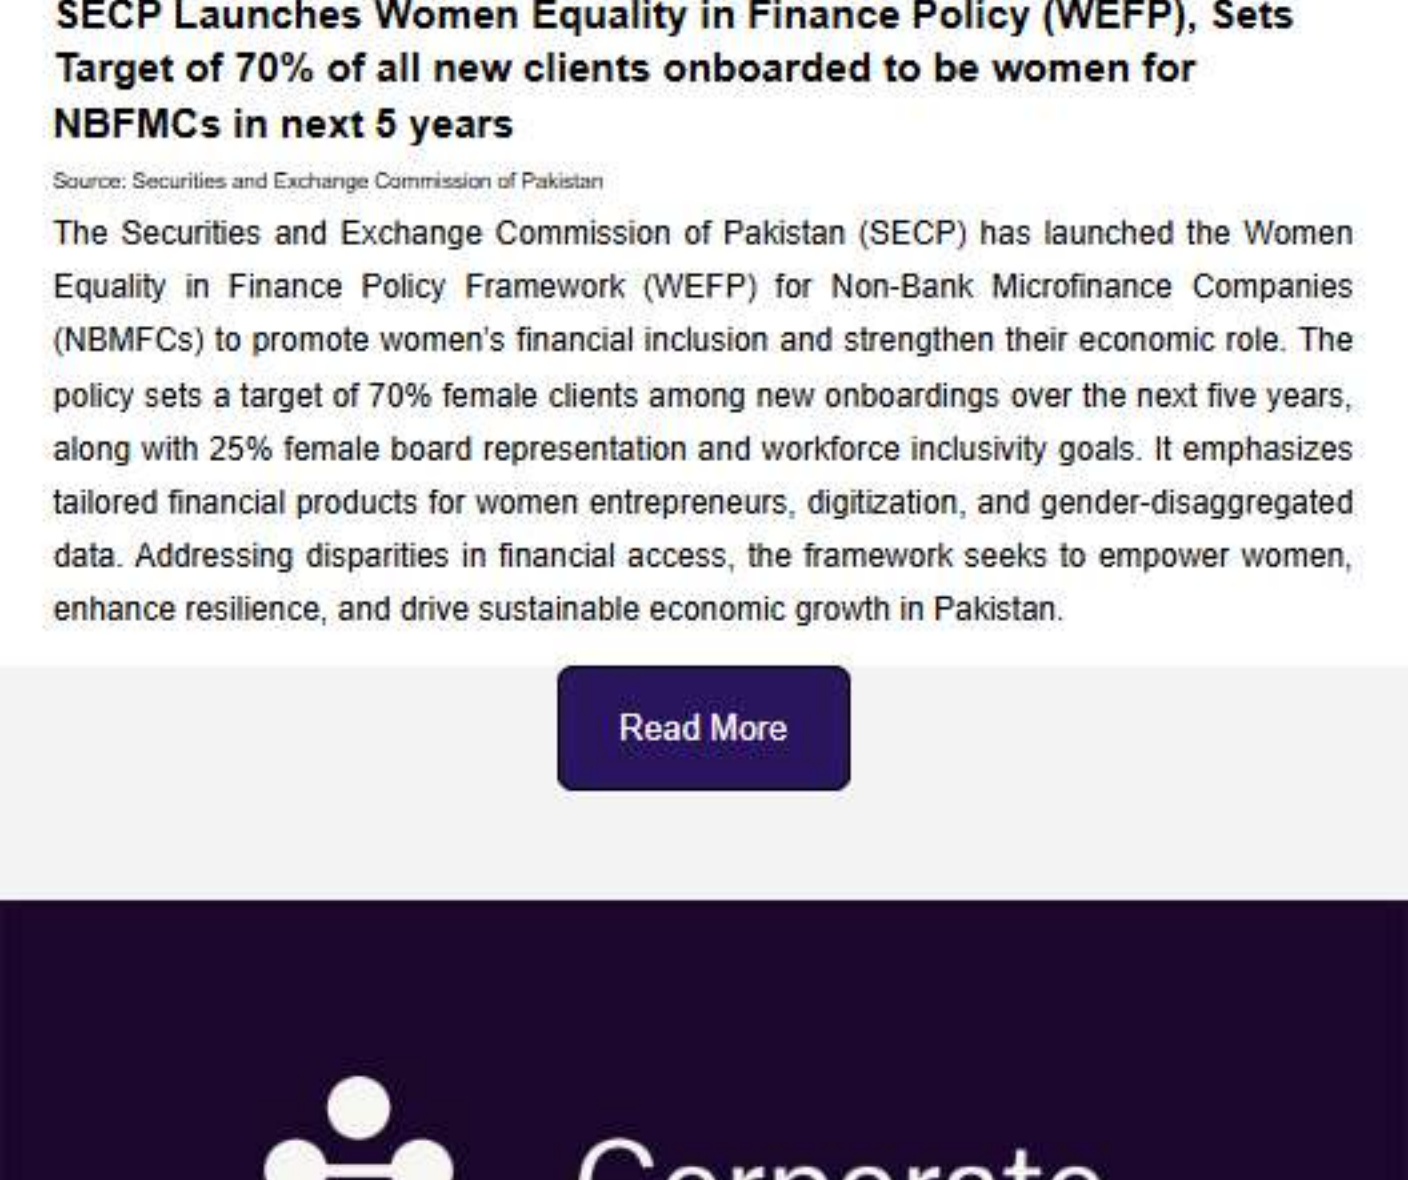 SECP Launches Women Equality in Finance Policy (WEFP), Sets
Target of 70% of all new clients onboarded to be women for
NBFMCs in next 5 years
Source: Securities and Exchange Commission of Pakistan
The Securities and Exchange Commission of Pakistan (SECP) has launched the Women
Equality in Finance Policy Framework (WEFP) for Non-Bank Microfinance Companies
(NBMFCs) to promote women's financial inclusion and strengthen their economic role. The
policy sets a target of 70% female clients among new onboardings over the next five years,
along with 25% female board representation and workforce inclusivity goals. It emphasizes
tailored financial products for women entrepreneurs, digitization, and gender-disaggregated
data. Addressing disparities in financial access, the framework seeks to empower women,
enhance resilience, and drive sustainable economic growth in Pakistan.
Read More
Corporate